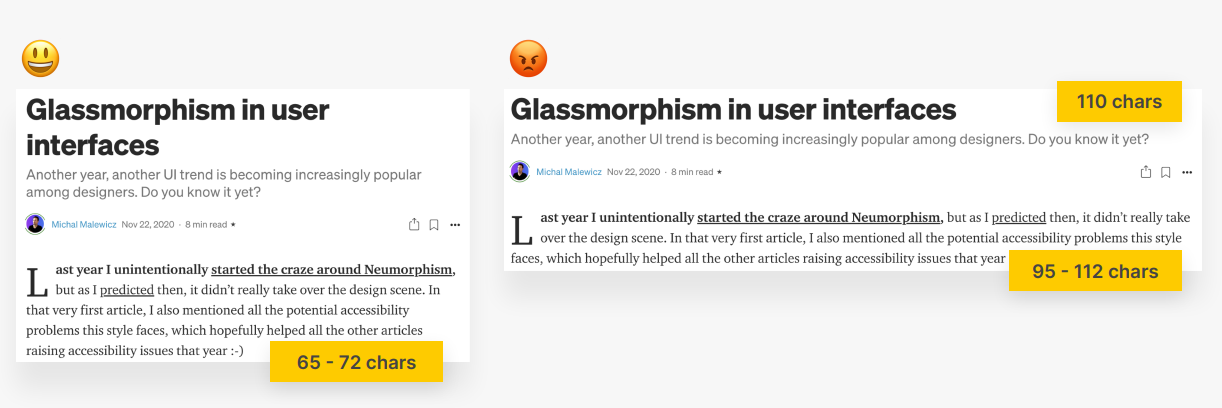 Glassmorphism in user
interfaces
Another year, another UI trend is becoming increasingly popular
among designers. Do you know it yet?
Michal Malewicz Nov 22, 2020 · 8 min read ★
Last year I unintentionally started the craze around Neumorphism,
but as I predicted then, it didn’t really take over the design scene. In
that very first article, I also mentioned all the potential accessibility
problems this style faces, which hopefully helped all the other articles
raising accessibility issues that year :-)
65 - 72 chars
Glassmorphism in user interfaces
110 chars
Another year, another UI trend is becoming increasingly popular among designers. Do you know it yet?
Michal Malewicz Nov 22, 2020 · 8 min read ★
Last year I unintentionally started the craze around Neumorphism, but as I predicted then, it didn’t really take
over the design scene. In that very first article, I also mentioned all the potential accessibility problems this style
faces, which hopefully helped all the other articles raising accessibility issues that year
95 - 112 chars